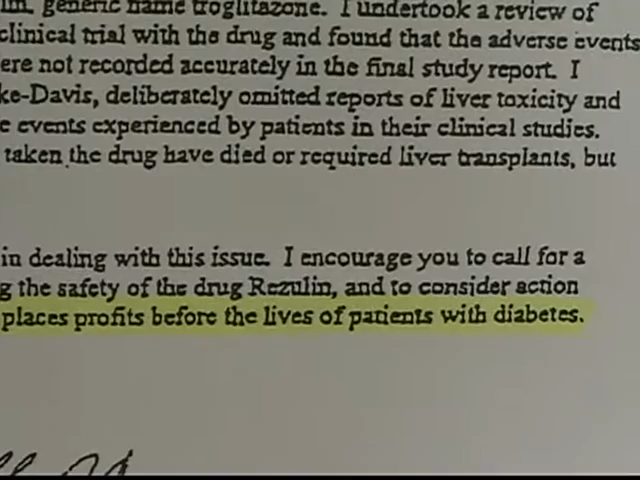 generic name troglitazone. I undertook a review of
clinical trial with the drug and found that the adverse events
ere not recorded accurately in the final study report. I
ke-Davis, deliberately omitted reports of liver toxicity and
e events experienced by patients in their clinical studies.
taken the drug have died or required liver transplants, but
in dealing with this issue. I encourage you to call for a
g the safety of the drug Rezulin, and to consider action
places profits before the lives of patients with diabetes.